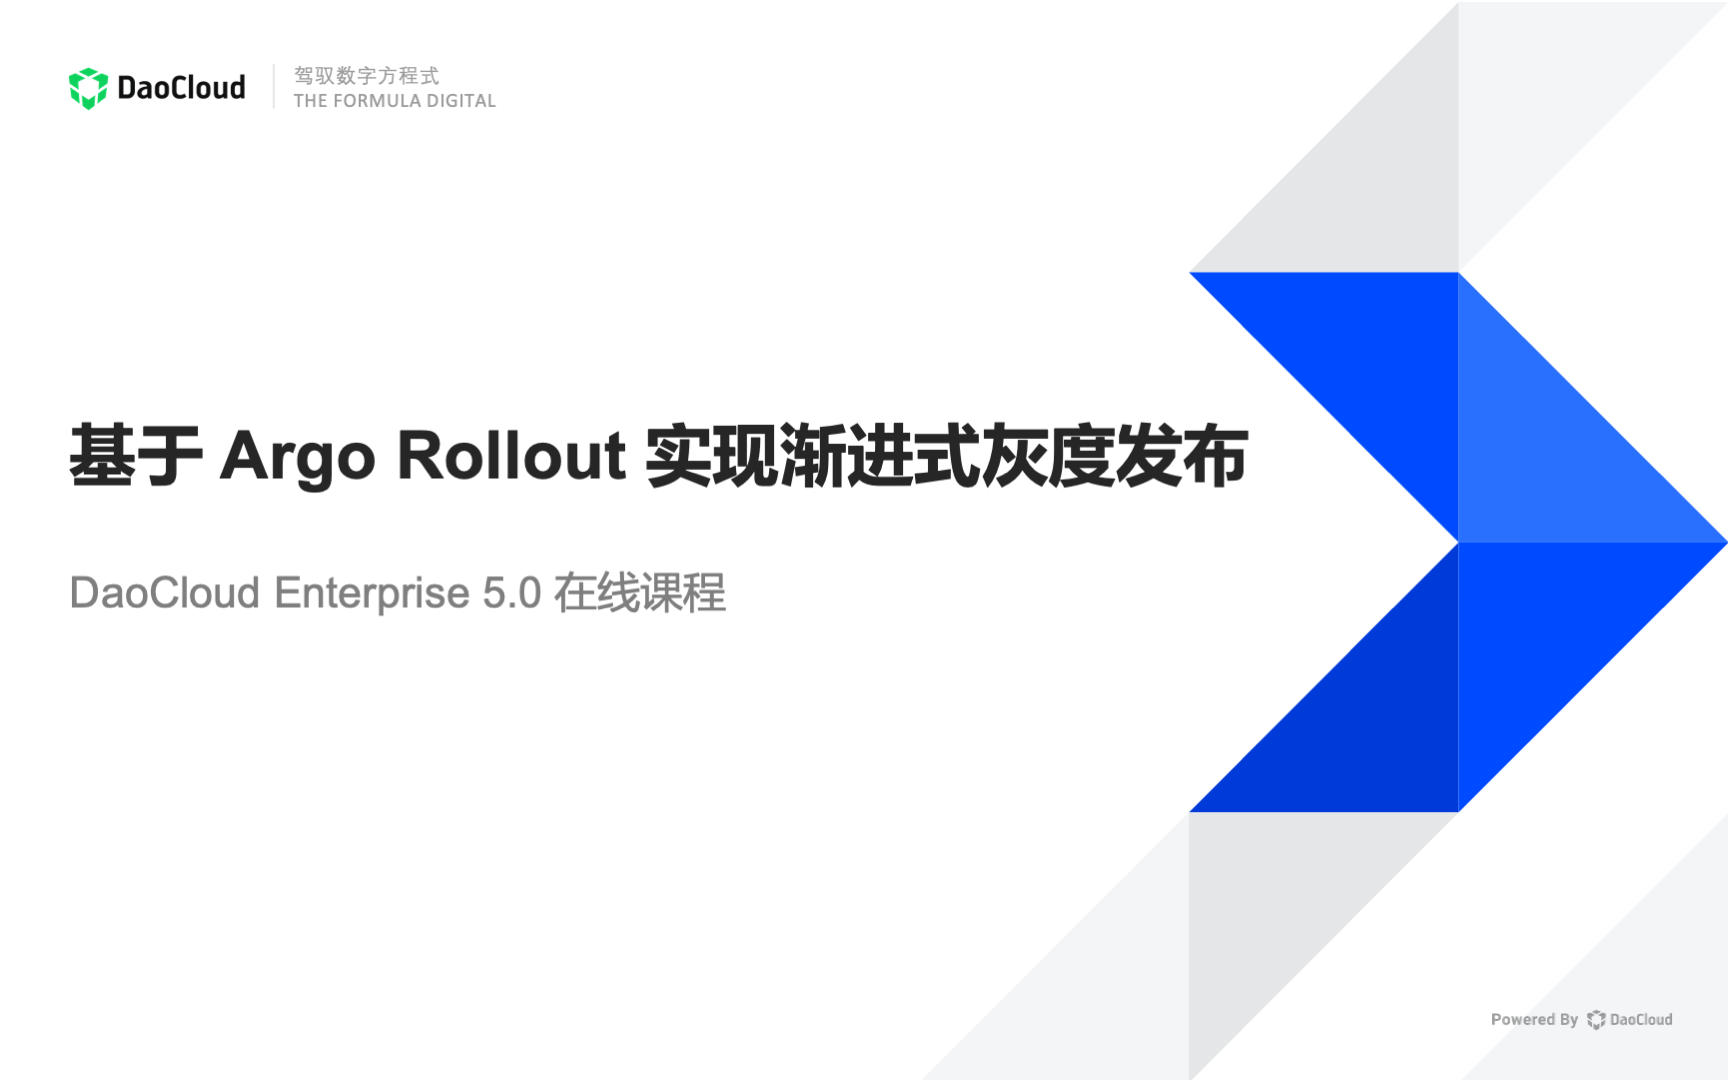 DaoCloud
驾驭数字方程式
THE FORMULA DIGITAL
基于 Argo Rollout 实现渐进式灰度发布
DaoCloud Enterprise 5.0 在线课程
Powered By DaoCloud